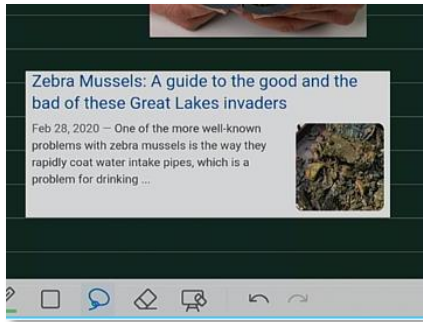 Zebra Mussels: A guide to the good and the
bad of these Great Lakes invaders
Feb 28, 2020 — One of the more well-known
problems with zebra mussels is the way they
rapidly coat water intake pipes, which is a
problem for drinking ...